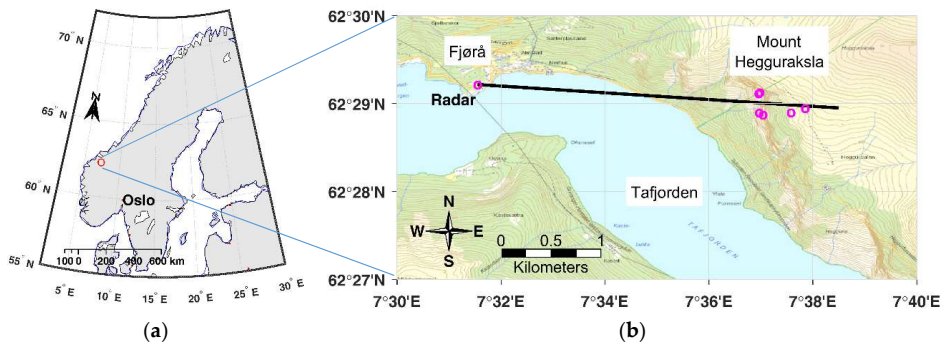 70°N
65°N
60°N
55°N
N
Oslo
100 0 200 400 600 km
5°E
10°E
15°E
20°E
25°E
30°E
(a)
62°30'N
62°29'N
62°28'N
62°27'N
Fjørå
Mount
Hegguraksla
Radar
Tafjorden
TAFJORDEN
N
W E
S
0 0.5 1
Kilometers
7°30'E
7°32'E
7°34'E
7°36'E
7°38'E
7°40'E
(b)